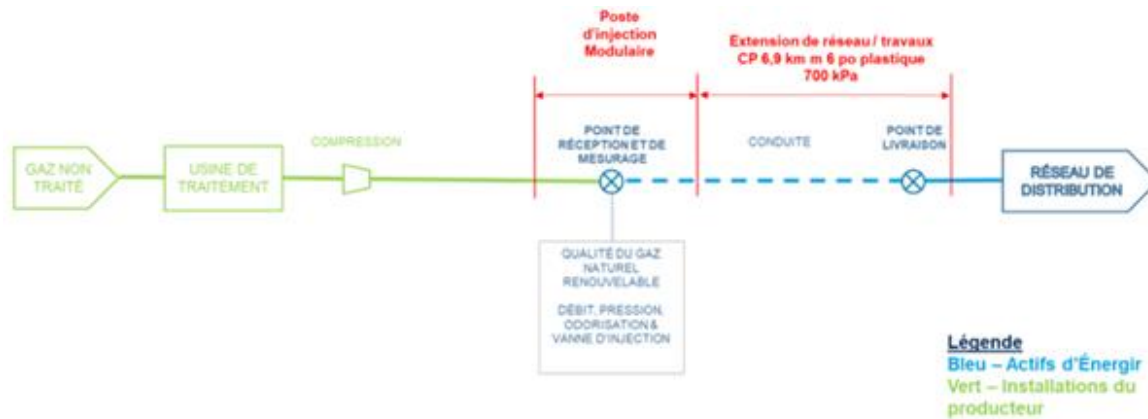 Poste
d'injection
Modulaire
Extension de réseau / travaux
CP 6,9 km m 6 po plastique
700 kPa
COMPRESSION
POINT DE
RÉCEPTION ET DE
MESURAGE
CONDUITE
POINT DE
LIVRAISON
GAZ NON
TRAITÉ
USINE DE
TRAITEMENT
RÉSEAU DE
DISTRIBUTION
QUALITÉ DU GAZ
NATUREL
RENOUVELABLE
DÉBIT, PRESSION,
ODORISATION &
VANNE D'INJECTION
Légende
Bleu – Actifs d'Énergir
Vert – Installations du
producteur